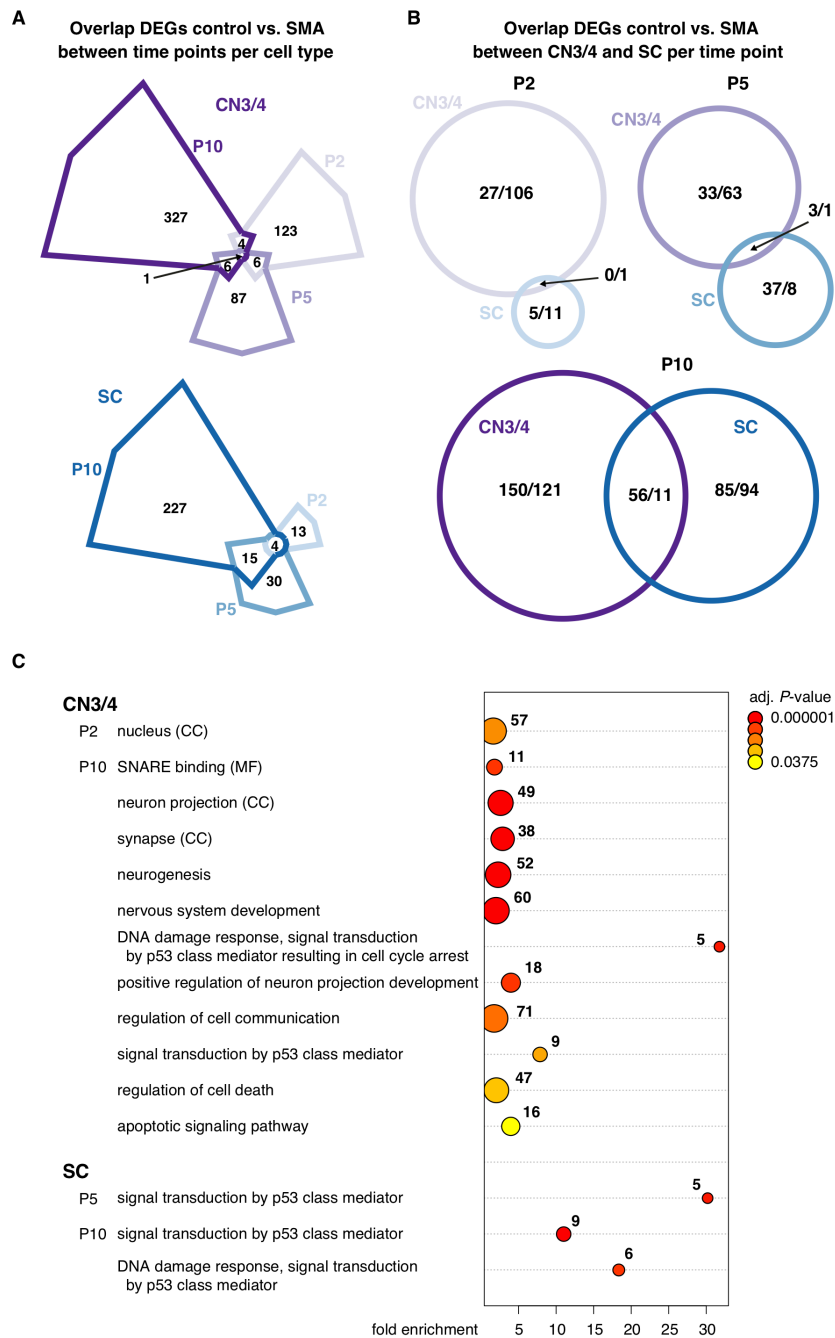 A
Overlap DEGs control vs. SMA
between time points per cell type
CN3/4
P10
P2
327
123
4
6
6
1
87
P5
SC
P10
P2
227
13
4
15
30
P5
B
Overlap DEGs control vs. SMA
between CN3/4 and SC per time point
P2
CN3/4
27/106
0/1
SC
5/11
P5
CN3/4
33/63
3/1
SC
37/8
P10
CN3/4
SC
150/121
56/11
85/94
C
adj. P-value
0.000001
0.0375
CN3/4
P2 nucleus (CC) 57
P10 SNARE binding (MF) 11
neuron projection (CC) 49
synapse (CC) 38
neurogenesis 52
nervous system development 60
DNA damage response, signal transduction
by p53 class mediator resulting in cell cycle arrest 5
positive regulation of neuron projection development 18
regulation of cell communication 71
signal transduction by p53 class mediator 9
regulation of cell death 47
apoptotic signaling pathway 16
SC
P5 signal transduction by p53 class mediator 5
P10 signal transduction by p53 class mediator 9
DNA damage response, signal transduction 6
by p53 class mediator
fold enrichment 5 10 15 20 25 30